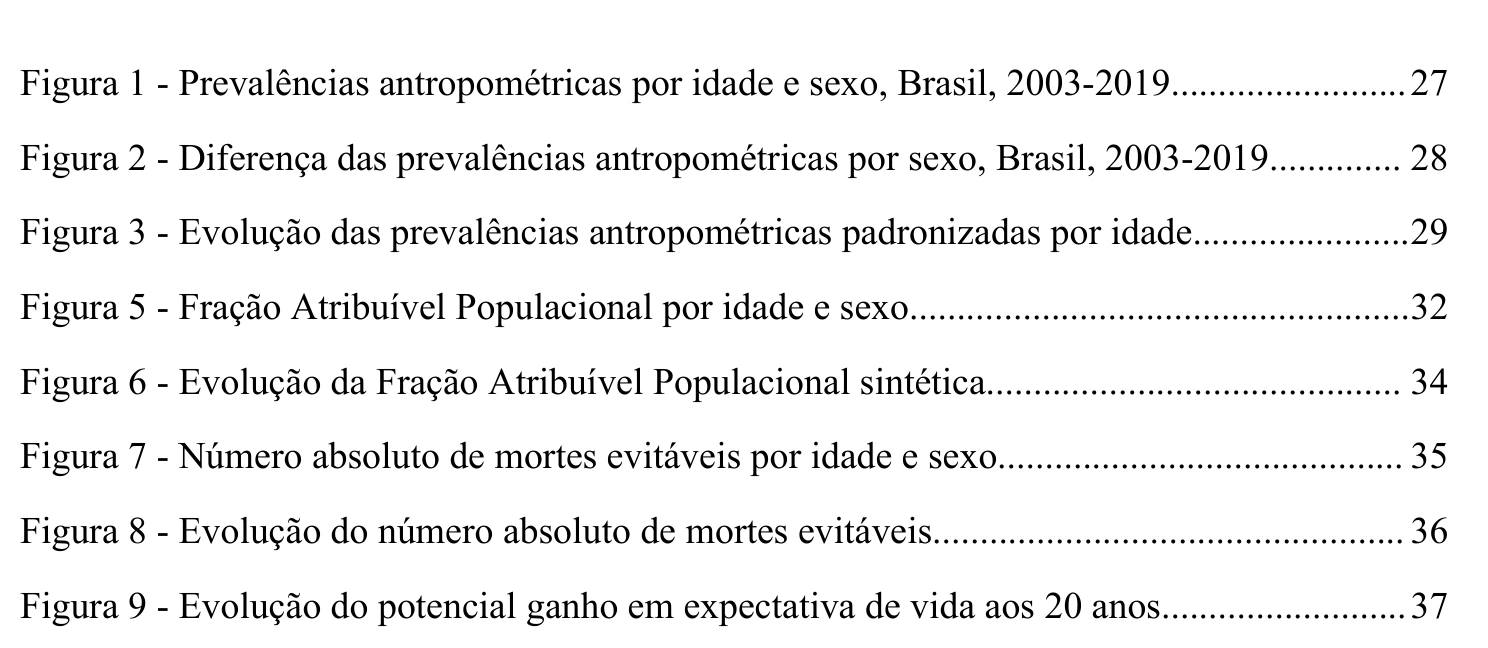 Figura 1 - Prevalências antropométricas por idade e sexo, Brasil, 2003-2019.........................27
Figura 2 - Diferença das prevalências antropométricas por sexo, Brasil, 2003-2019.............. 28
Figura 3 - Evolução das prevalências antropométricas padronizadas por idade.......................29
Figura 5 - Fração Atribuível Populacional por idade e sexo.....................................................32
Figura 6 - Evolução da Fração Atribuível Populacional sintética............................................ 34
Figura 7 - Número absoluto de mortes evitáveis por idade e sexo........................................... 35
Figura 8 - Evolução do número absoluto de mortes evitáveis.................................................. 36
Figura 9 - Evolução do potencial ganho em expectativa de vida aos 20 anos..........................37